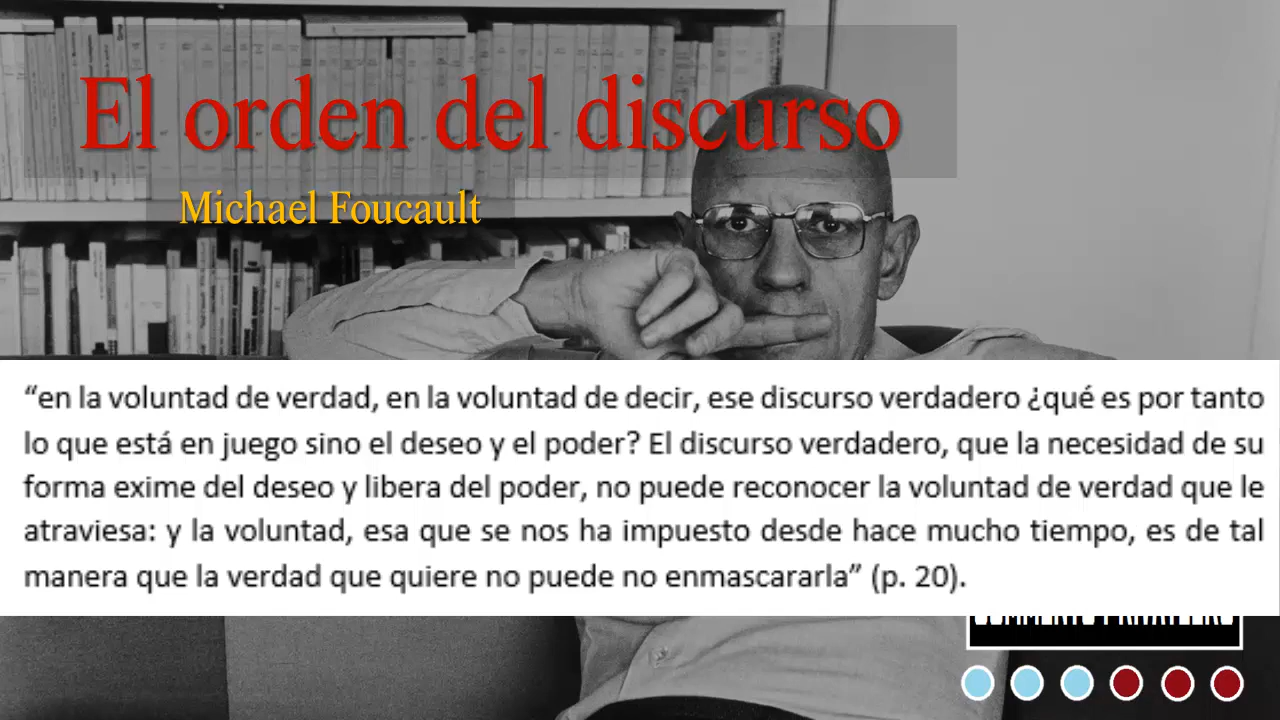 El orden del discurso
Michael Foucault
“en la voluntad de verdad, en la voluntad de decir, ese discurso verdadero ¿qué es por tanto
lo que está en juego sino el deseo y el poder? El discurso verdadero, que la necesidad de su
forma exime del deseo y libera del poder, no puede reconocer la voluntad de verdad que le
atraviesa: y la voluntad, esa que se nos ha impuesto desde hace mucho tiempo, es de tal
manera que la verdad que quiere no puede no enmascararla” (p. 20).